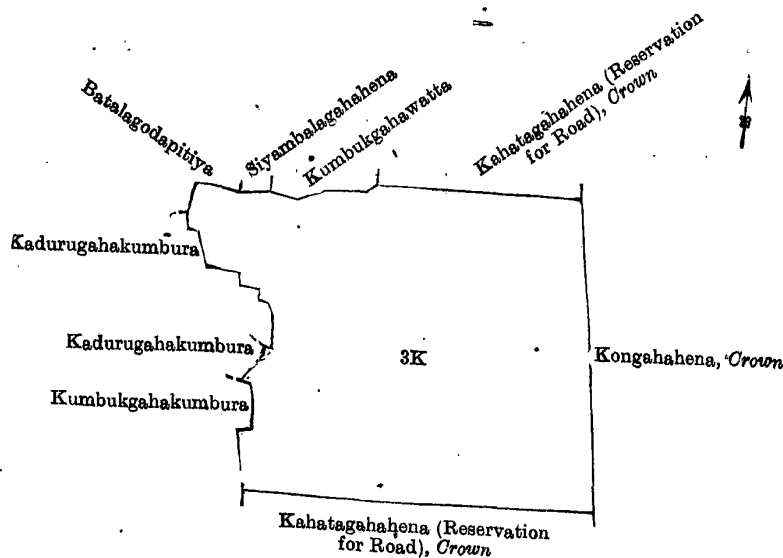 Batalagodapitiya
Siyambalagahahena
Kumbukgahawatta
Kahatagahahena (Reservation
for Road), Crown
Kadurugahakumbura
Kadurugahakumbura
3K
Kongahahena, Crown
Kumbukgahakumbura
Kahatagahahena (Reservation
for Road), Crown